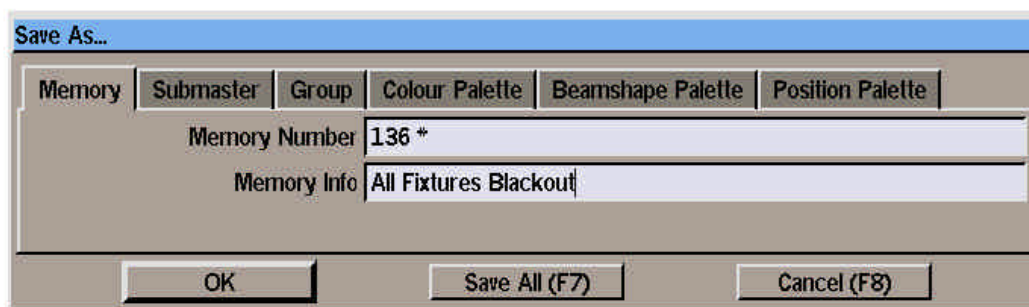 Save As...
Memory Submaster Group Colour Palette Beamshape Palette Position Palette
Memory Number 136 *
Memory Info All Fixtures Blackout
OK Save All (F7) Cancel (F8)